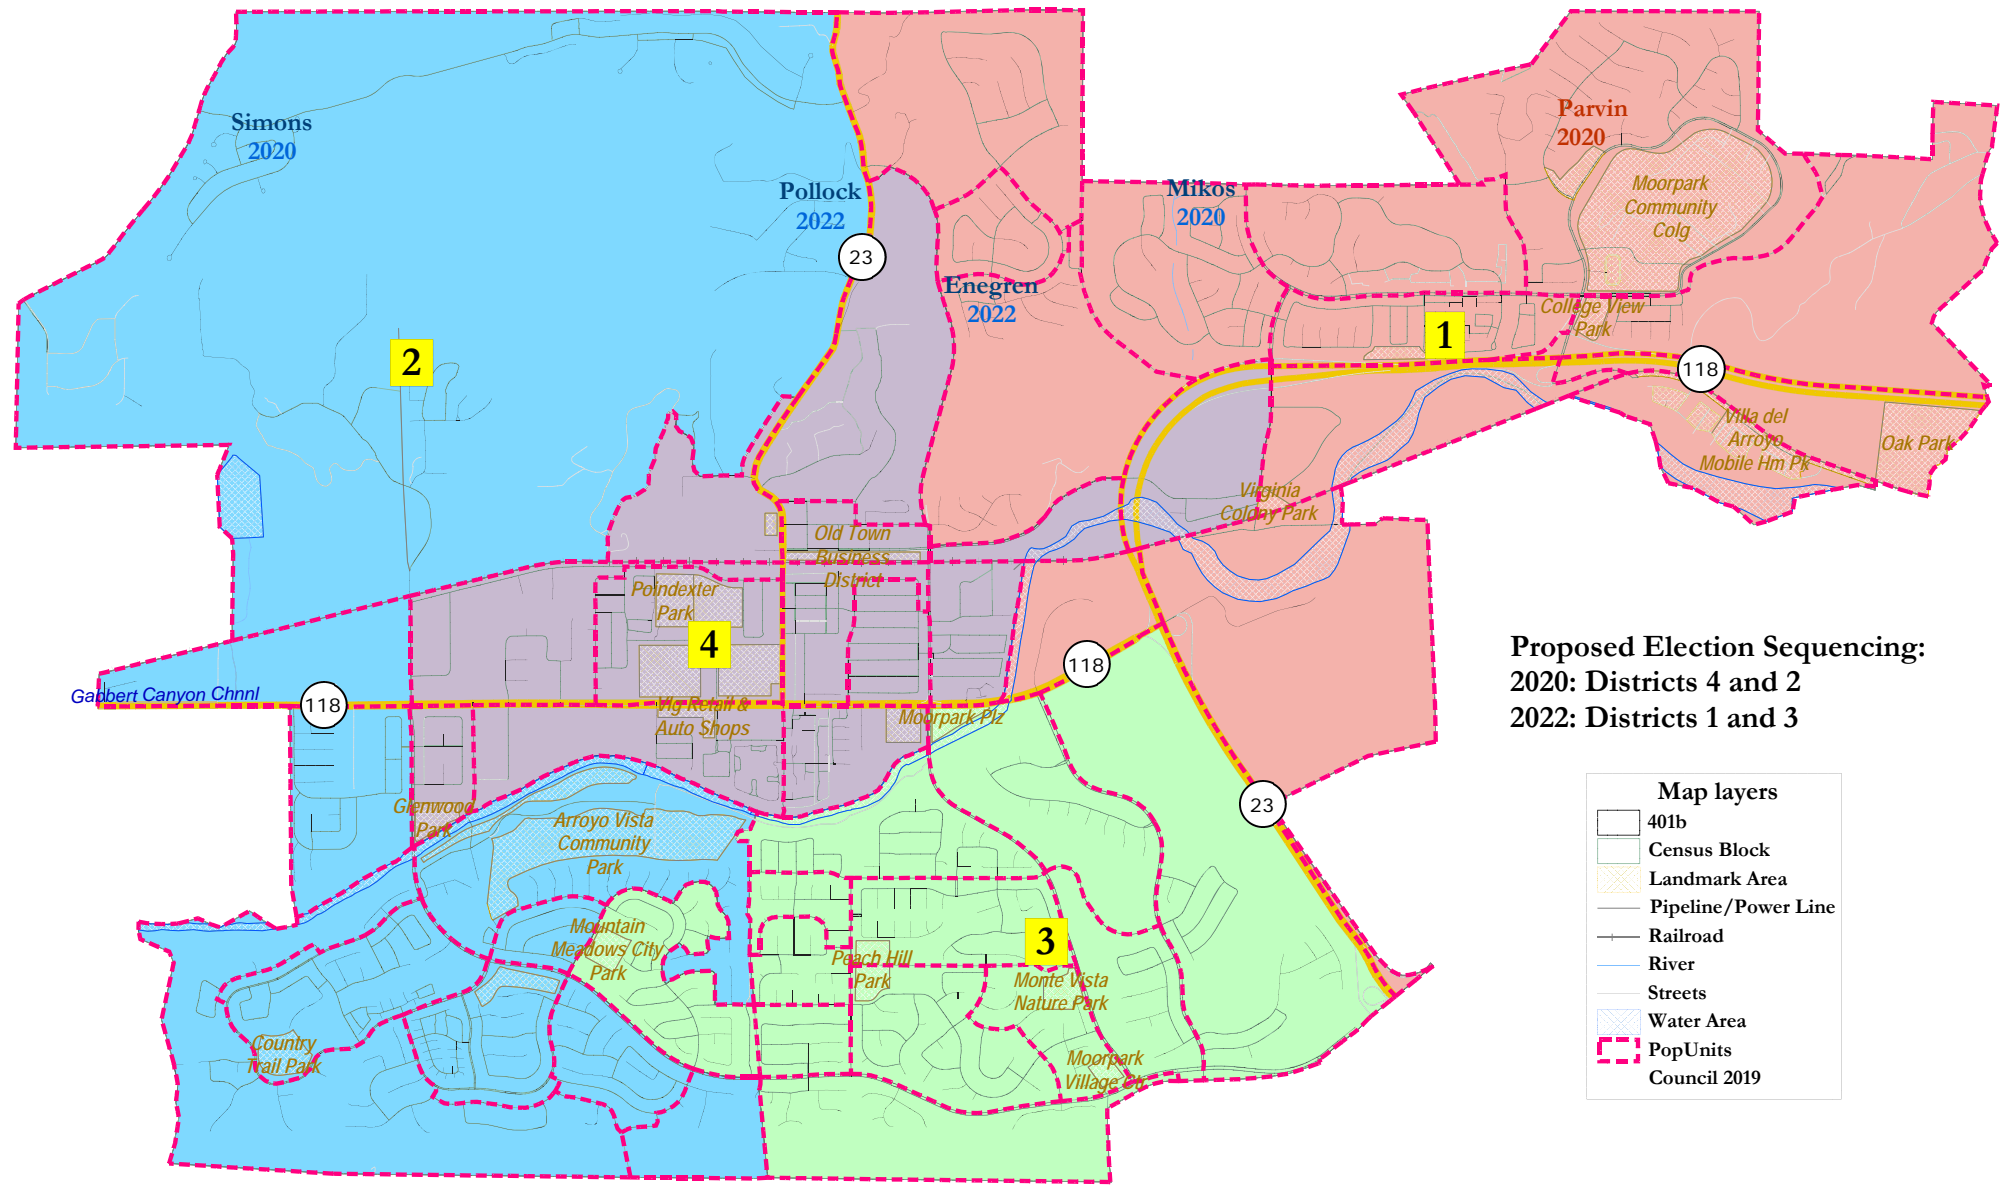 Simons
2020
Pollock
2022
23
Mikos
2020
Parvin
2020
Moorpark
Community
Colg
Enegren
2022
College View
Park
1
118
2
Villa del
Arroyo
Mobile Hm Pk
Oak Park
Virginia
Colony Park
Old Town
Business
District
Poindexter
Park
4
118
Gabbert Canyon Chnnl
118
Vlg Retail &
Auto Shops
Moorpark Plz
23
Glenwood
Park
Arroyo Vista
Community
Park
Mountain
Meadows City
Park
Peach Hill
Park
3
Monte Vista
Nature Park
Country
Trail Park
Moorpark
Village Ctr
Proposed Election Sequencing:
2020: Districts 4 and 2
2022: Districts 1 and 3
Map layers
401b
Census Block
Landmark Area
Pipeline/Power Line
Railroad
River
Streets
Water Area
PopUnits
Council 2019